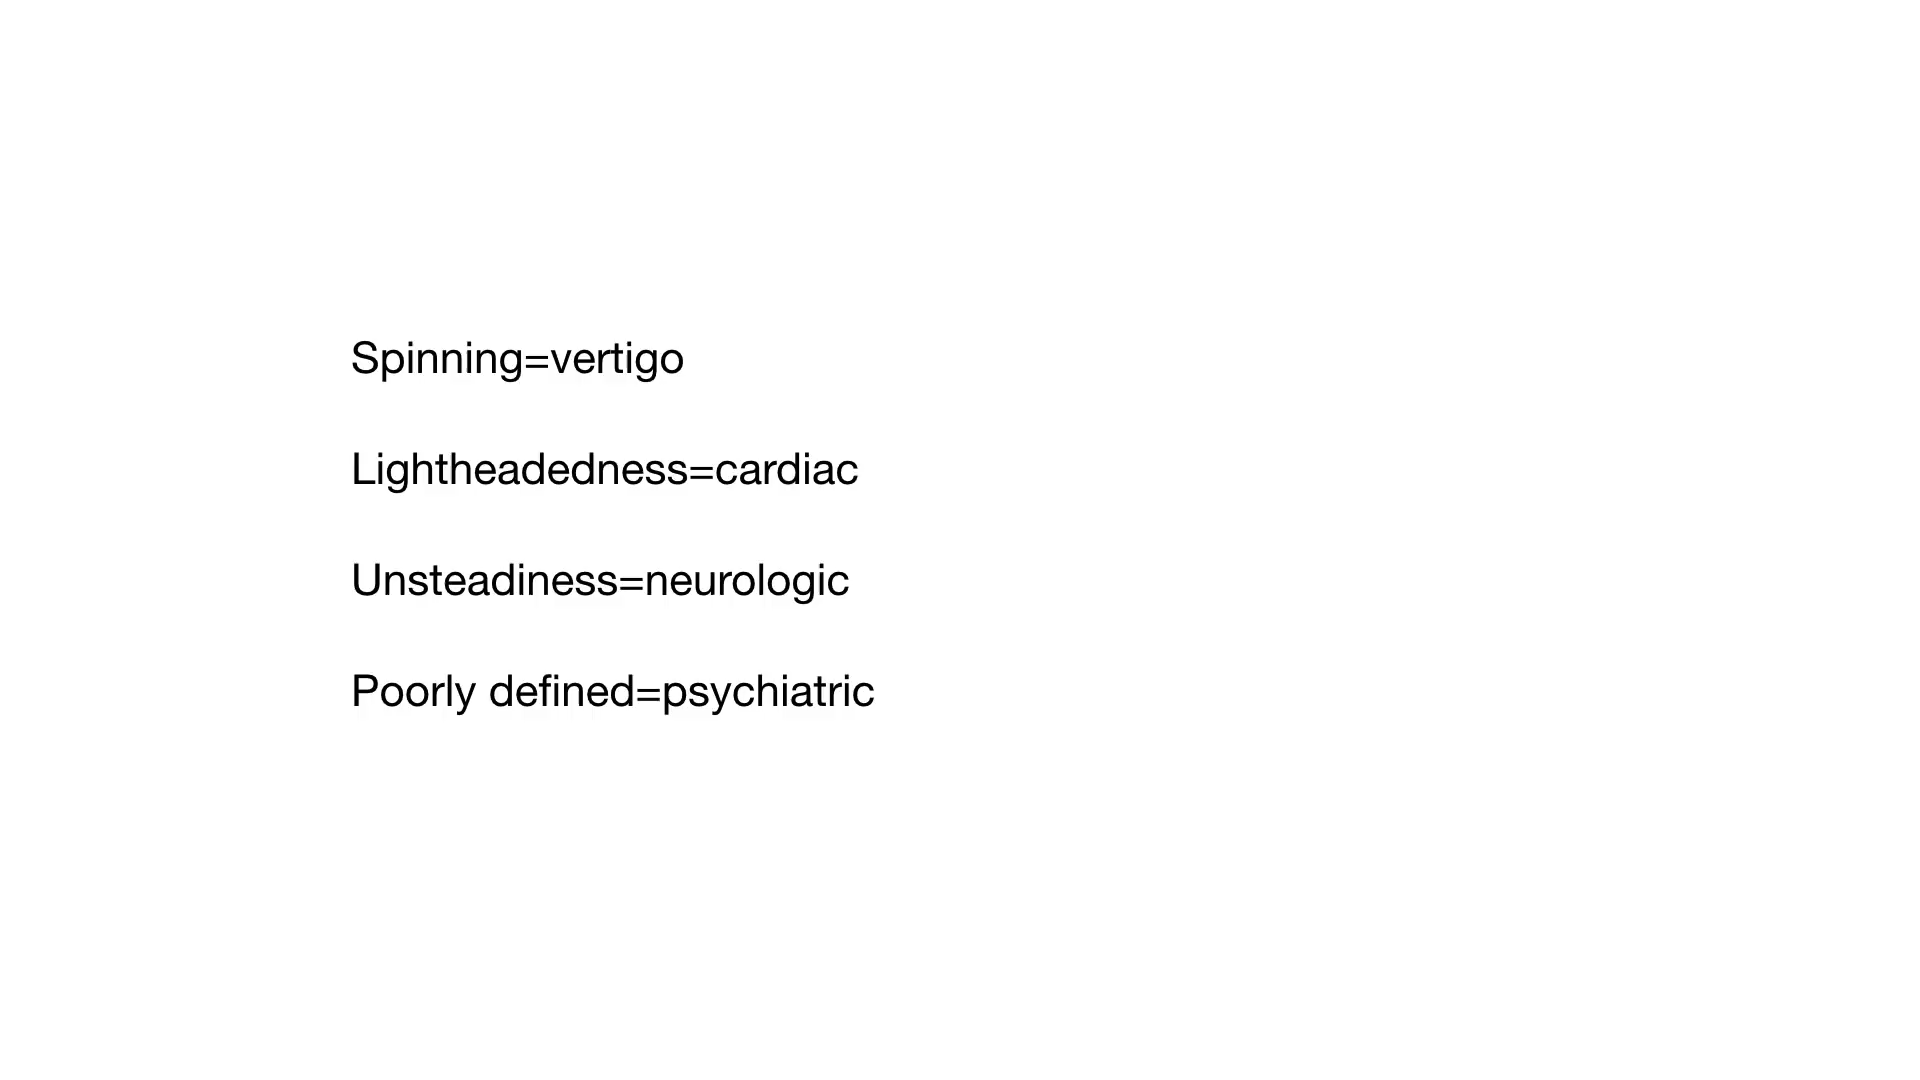 Spinning=vertigo
Lightheadedness=cardiac
Unsteadiness=neurologic
Poorly defined=psychiatric